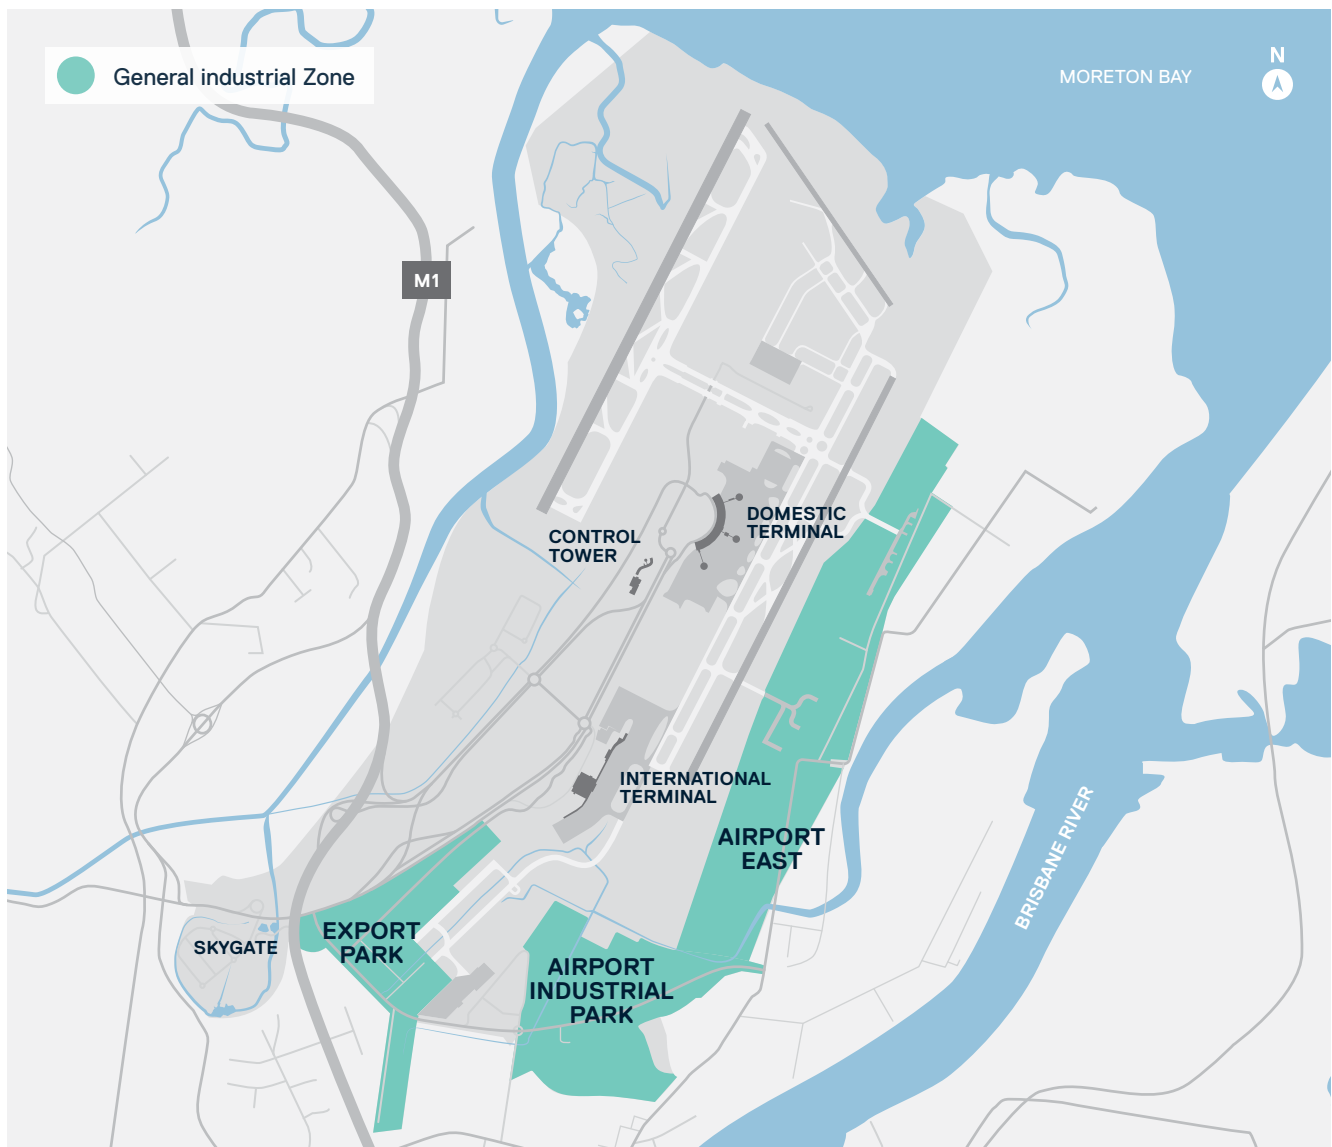 General industrial Zone
MORETON BAY
N
M1
CONTROL
TOWER
DOMESTIC
TERMINAL
INTERNATIONAL
TERMINAL
AIRPORT
EAST
BRISBANE RIVER
SKYGATE
EXPORT
PARK
AIRPORT
INDUSTRIAL
PARK